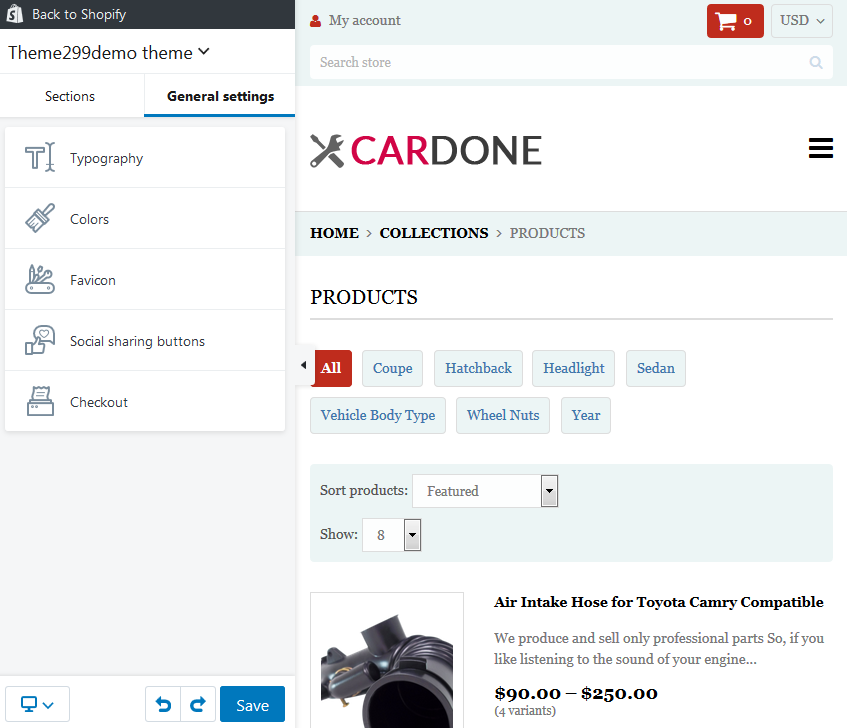 Back to Shopify
Theme299demo theme
Sections
General settings
Typography
Colors
Favicon
Social sharing buttons
Checkout
Save
My account
0
USD
Search store
CARDONE
HOME > COLLECTIONS > PRODUCTS
PRODUCTS
All
Coupe
Hatchback
Headlight
Sedan
Vehicle Body Type
Wheel Nuts
Year
Sort products: Featured
Show: 8
Air Intake Hose for Toyota Camry Compatible
We produce and sell only professional parts So, if you
like listening to the sound of your engine...
$90.00 – $250.00
(4 variants)